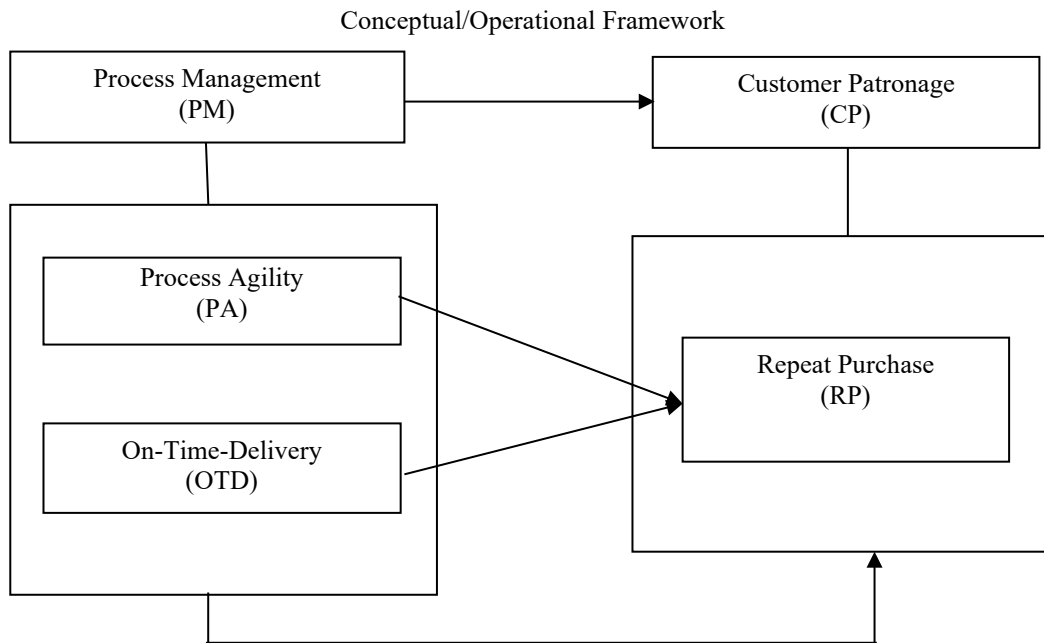 Conceptual/Operational Framework
Process Management
(PM)
Customer Patronage
(CP)
Process Agility
(PA)
Repeat Purchase
(RP)
On-Time-Delivery
(OTD)